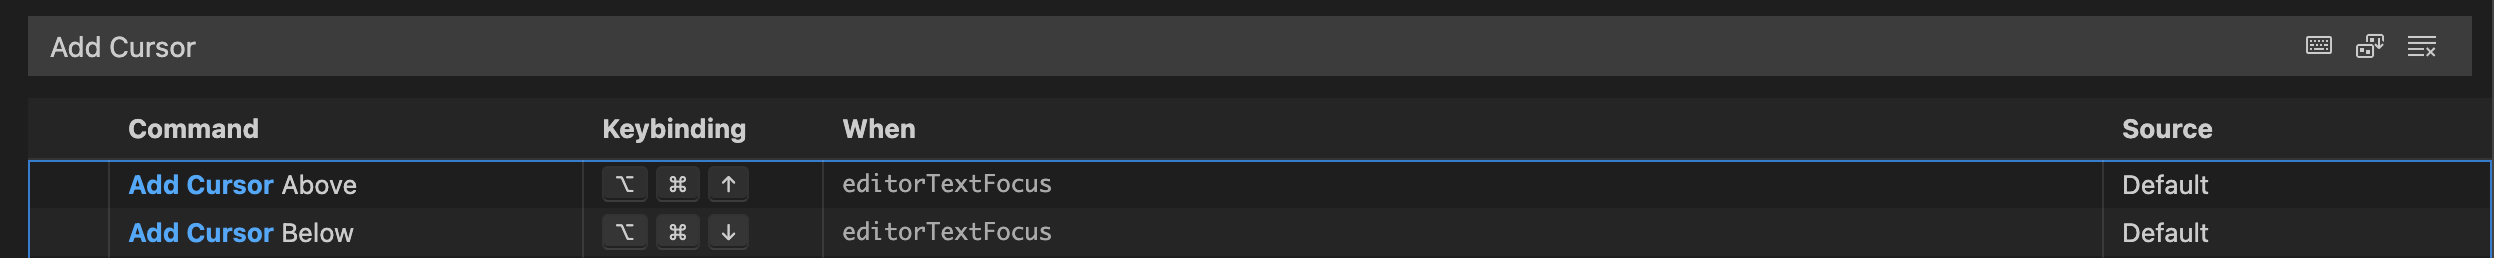 Add Cursor
Command Keybinding When Source
Add Cursor Above ⌥ ⌘ ↑ editorTextFocus Default
Add Cursor Below ⌥ ⌘ ↓ editorTextFocus Default